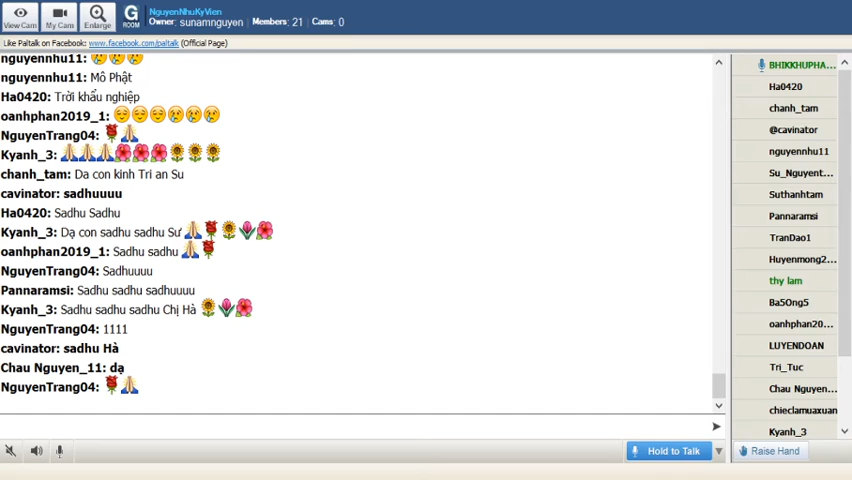 NguyenNhuKyVien
Owner: sunamnguyen Members: 21 Cams: 0
View Cam
My Cam
Enlarge
G
ROOM
Like Paltalk on Facebook: www.facebook.com/paltalk (Official Page)
nguyennhu11: 😢😢😢
nguyennhu11: Mô Phật
Ha0420: Trời khẩu nghiệp
oanhphan2019_1: 😌😌😌😢😢😢
NguyenTrang04: 🌹🙏
Kyanh_3: 🙏🙏🙏🌺🌺🌺🌻🌻🌻
chanh_tam: Da con kinh Tri an Su
cavinator: sadhuuuu
Ha0420: Sadhu Sadhu
Kyanh_3: Dạ con sadhu sadhu Sư 🙏🌹🌻🌷🌺
oanhphan2019_1: Sadhu sadhu 🙏🌹
NguyenTrang04: Sadhuuuu
Pannaramsi: Sadhu sadhu sadhuuuu
Kyanh_3: Sadhu sadhu sadhu Chị Hà 🌻🌷🌺
NguyenTrang04: 1111
cavinator: sadhu Hà
Chau Nguyen_11: dạ
NguyenTrang04: 🌹🙏
Hold to Talk
BHIKKHUPHA...
Ha0420
chanh_tam
@cavinator
nguyennhu11
Su_Nguyent...
Suthanhtam
Pannaramsi
TranDao1
Huyenmong2...
thy lam
Ba5Ong5
oanhphan20...
LUYENDOAN
Tri_Tuc
Chau Nguyen...
chieclamuaxuan
Kyanh_3
Raise Hand